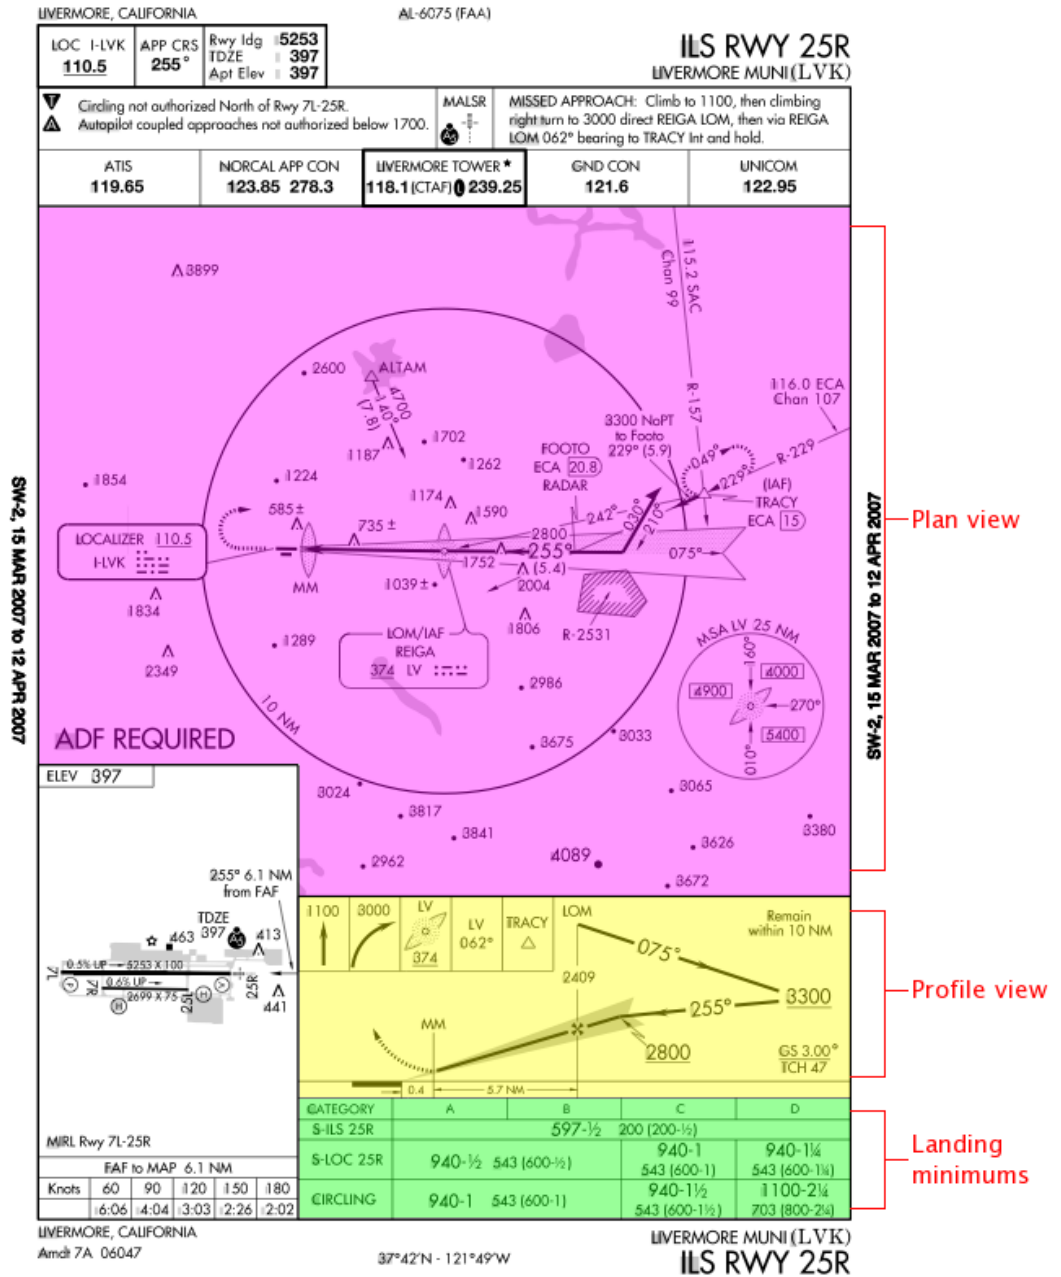 LIVERMORE, CALIFORNIA
AL-6075 (FAA)
LOC I-LVK
110.5
APP CRS
255°
Rwy ldg 5253
TDZE 397
Apt Elev 397
ILS RWY 25R
LIVERMORE MUNI (LVK)
T Circling not authorized North of Rwy 7L-25R.
A Autopilot coupled approaches not authorized below 1700.
MALSR
A5
MISSED APPROACH: Climb to 1100, then climbing
right turn to 3000 direct REIGA LOM, then via REIGA
LOM 062° bearing to TRACY Int and hold.
ATIS
119.65
NORCAL APP CON
123.85 278.3
LIVERMORE TOWER★
118.1 (CTAF) L 239.25
GND CON
121.6
UNICOM
122.95
3899
115.2 SAC
Chan 99
R-157
2600
ALTAM
4700
140°
(7.8)
116.0 ECA
Chan 107
R-229
3300 NoPT
to Footo
229° (5.9)
1702
1187
FOOTO
ECA 20.8
RADAR
1262
049°
229°
(IAF)
TRACY
ECA 15
1854
1224
1174
1590
585±
735±
242°
030°
210°
2800
255°
(5.4)
075°
LOCALIZER 110.5
I-LVK
MM
1752
1039±
2004
1834
1806
R-2531
1289
LOM/IAF
REIGA
374 LV
2349
MSA LV 25 NM
160°
4000
4900
270°
5400
010°
2986
10 NM
3675
3033
ADF REQUIRED
3024
3065
3817
3841
3380
3626
2962
4089
3672
Plan view
SW-2, 15 MAR 2007 to 12 APR 2007
SW-2, 15 MAR 2007 to 12 APR 2007
ELEV 397
255° 6.1 NM
from FAF
TDZE
397
A5
463
413
0.5% UP
5253 X 100
7L
25R
0.6% UP
7R
2699 X 75
25L
H
H
441
MIRL Rwy 7L-25R
FAF to MAP 6.1 NM
Knots 60 90 120 150 180
6:06 4:04 3:03 2:26 2:02
1100
3000
LV
374
LV
062°
TRACY
LOM
Remain
within 10 NM
075°
2409
3300
255°
MM
2800
GS 3.00°
TCH 47
0.4
5.7 NM
Profile view
CATEGORY A B C D
S-ILS 25R 597-½ 200 (200-½)
S-LOC 25R 940-½ 543 (600-½) 940-1 543 (600-1) 940-1¼ 543 (600-1¼)
CIRCLING 940-1 543 (600-1) 940-1½ 543 (600-1½) 1100-2¼ 703 (800-2¼)
Landing
minimums
LIVERMORE, CALIFORNIA
Amdt 7A 06047
37°42'N - 121°49'W
LIVERMORE MUNI (LVK)
ILS RWY 25R